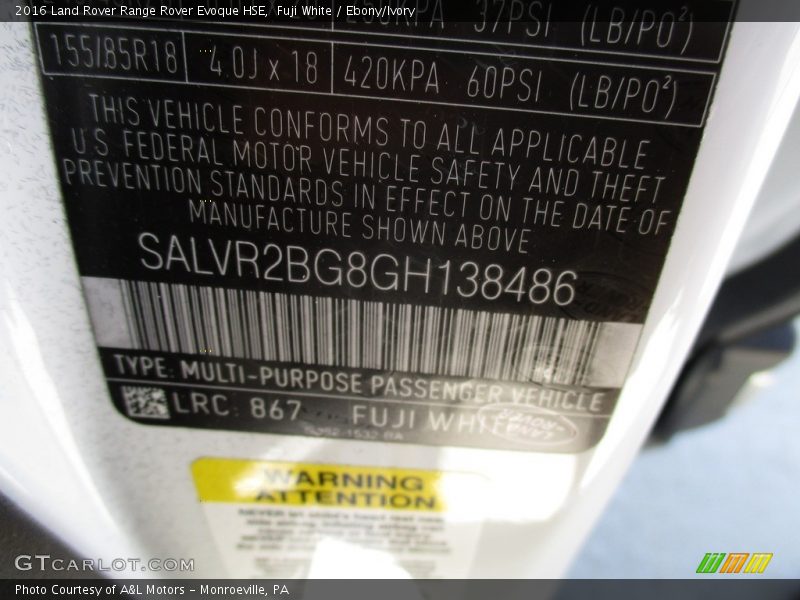 2016 Land Rover Range Rover Evoque HSE, Fuji White / Ebony/Ivory
37PSI (LB/PO²)
155/85R18 4.0J x 18 420KPA 60PSI (LB/PO²)
THIS VEHICLE CONFORMS TO ALL APPLICABLE
U.S. FEDERAL MOTOR VEHICLE SAFETY AND THEFT
PREVENTION STANDARDS IN EFFECT ON THE DATE OF
MANUFACTURE SHOWN ABOVE
SALVR2BG8GH138486
TYPE: MULTI-PURPOSE PASSENGER VEHICLE
LRC: 867 FUJI WHITE
LAND ROVER
WARNING
ATTENTION
GTCARLOT.COM
Photo Courtesy of A&L Motors – Monroeville, PA